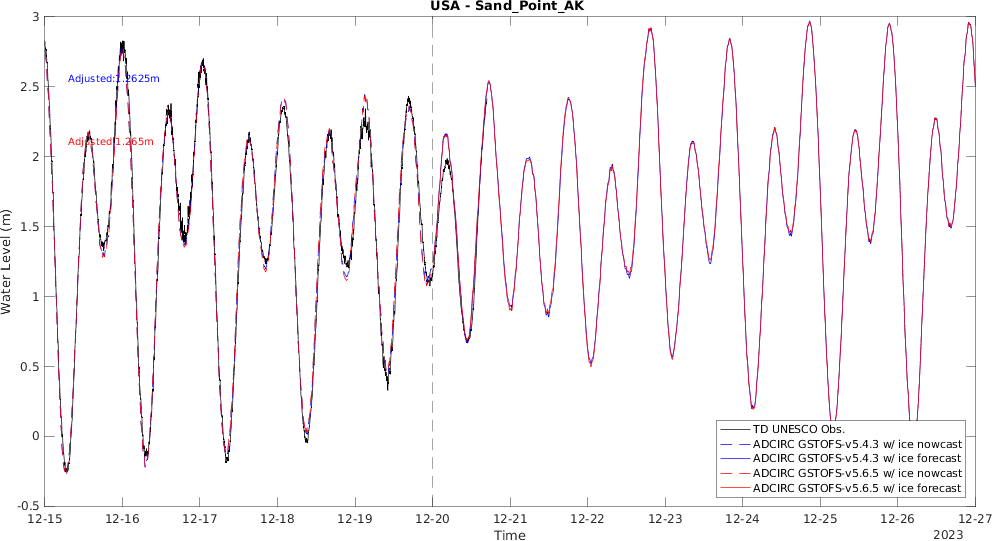 USA - Sand_Point_AK
3
2.5
2
1.5
1
0.5
0
-0.5
Water Level (m)
Adjusted:1.2625m
Adjusted:1.265m
TD UNESCO Obs.
ADCIRC GSTOFS-v5.4.3 w/ ice nowcast
ADCIRC GSTOFS-v5.4.3 w/ ice forecast
ADCIRC GSTOFS-v5.6.5 w/ ice nowcast
ADCIRC GSTOFS-v5.6.5 w/ ice forecast
12-15 12-16 12-17 12-18 12-19 12-20 12-21 12-22 12-23 12-24 12-25 12-26 12-27
Time
2023